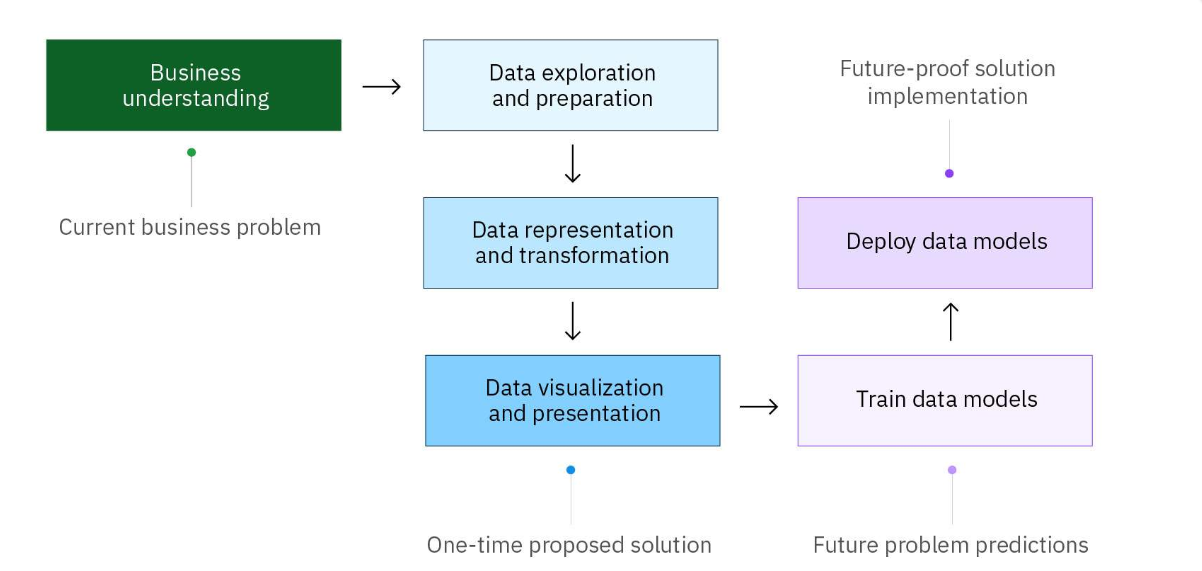 Business
understanding
Current business problem
Data exploration
and preparation
Data representation
and transformation
Data visualization
and presentation
One-time proposed solution
Future-proof solution
implementation
Deploy data models
Train data models
Future problem predictions